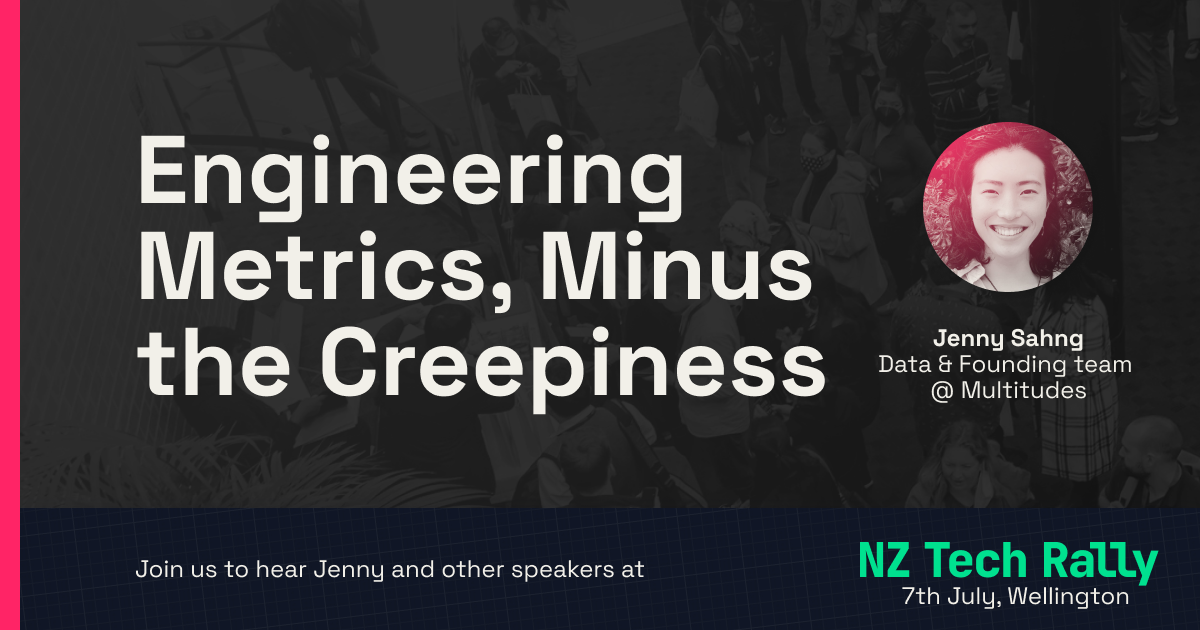 Engineering
Metrics, Minus
the Creepiness
Jenny Sahng
Data & Founding team
@ Multitudes
Join us to hear Jenny and other speakers at
NZ Tech Rally
7th July, Wellington